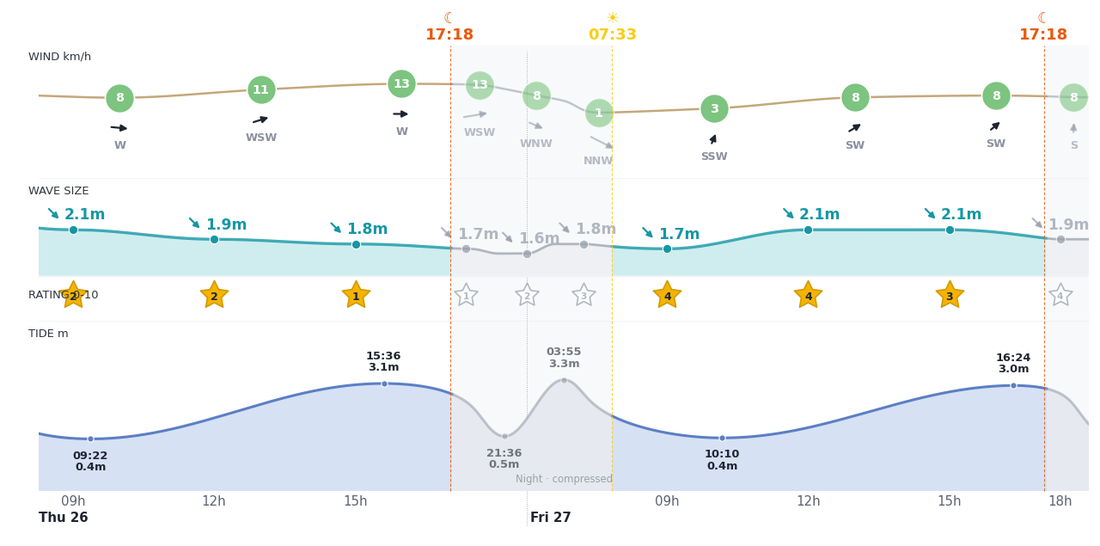 17:18 07:33 17:18
WIND km/h
8 11 13 13 8 1 3 8 8 8
W WSW W WSW WNW NNW SSW SW SW S
WAVE SIZE
2.1m 1.9m 1.8m 1.7m 1.6m 1.8m 1.7m 2.1m 2.1m 1.9m
RATING 0-10
2 2 1 1 2 3 4 4 3 4
TIDE m
15:36 03:55 16:24
3.1m 3.3m 3.0m
09:22 21:36 10:10
0.4m 0.5m 0.4m
Night · compressed
09h 12h 15h 09h 12h 15h 18h
Thu 26 Fri 27